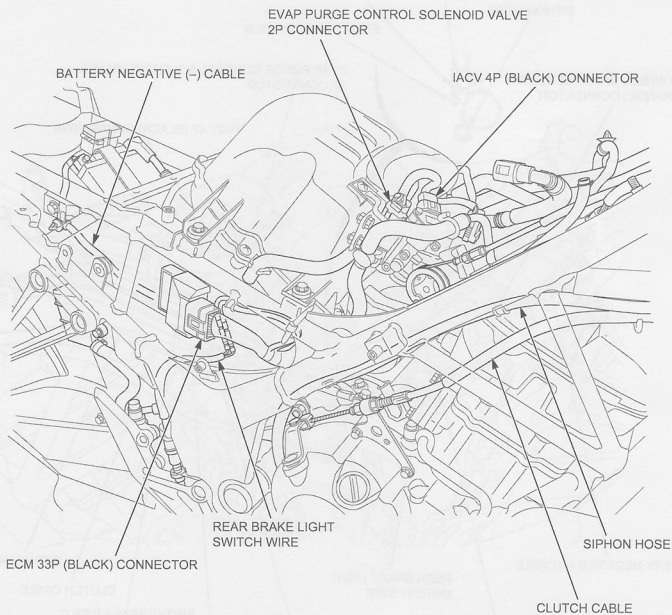 EVAP PURGE CONTROL SOLENOID VALVE
2P CONNECTOR
BATTERY NEGATIVE (–) CABLE
IACV 4P (BLACK) CONNECTOR
REAR BRAKE LIGHT
SWITCH WIRE
ECM 33P (BLACK) CONNECTOR
SIPHON HOSE
CLUTCH CABLE